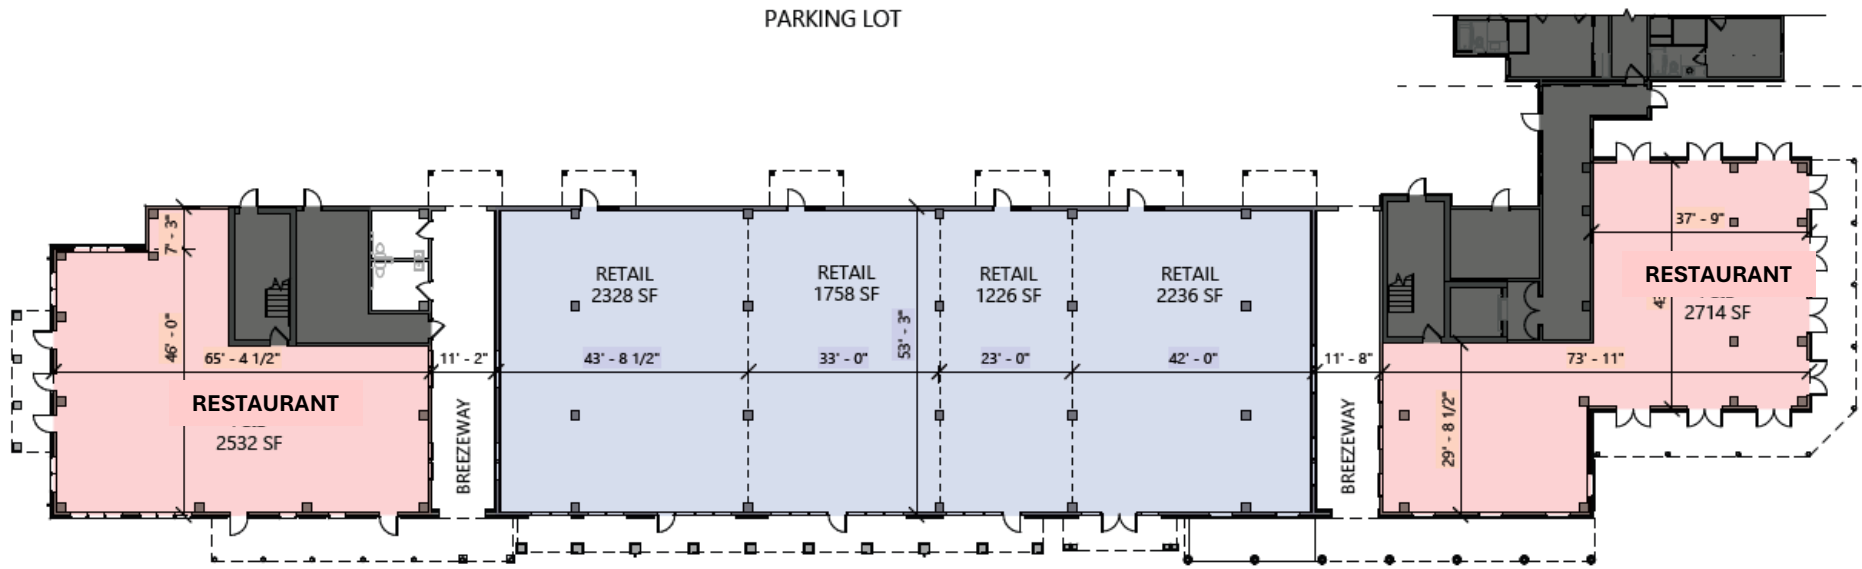 PARKING LOT
7' - 3"
46' - 0"
65' - 4 1/2"
RESTAURANT
2532 SF
11' - 2"
BREEZEWAY
RETAIL
2328 SF
43' - 8 1/2"
RETAIL
1758 SF
33' - 0"
53' - 3"
RETAIL
1226 SF
23' - 0"
RETAIL
2236 SF
42' - 0"
11' - 8"
BREEZEWAY
29' - 8 1/2"
37' - 9"
RESTAURANT
2714 SF
73' - 11"